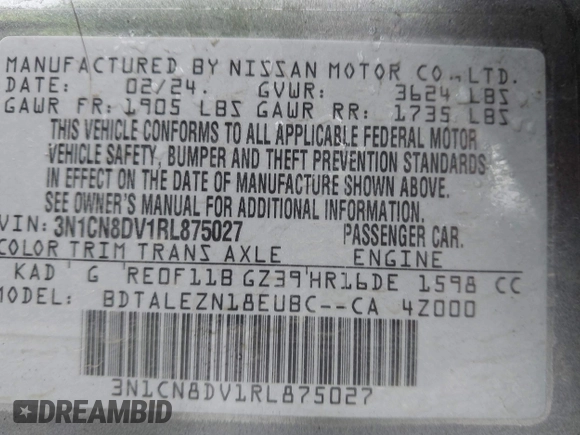 MANUFACTURED BY NISSAN MOTOR CO.,LTD.
DATE: 02/24. GVWR: 3624 LBS
GAWR FR: 1905 LBS GAWR RR: 1735 LBS
THIS VEHICLE CONFORMS TO ALL APPLICABLE FEDERAL MOTOR
VEHICLE SAFETY, BUMPER AND THEFT PREVENTION STANDARDS
IN EFFECT ON THE DATE OF MANUFACTURE SHOWN ABOVE.
SEE OWNER'S MANUAL FOR ADDITIONAL INFORMATION.
VIN: 3N1CN8DV1RL875027 PASSENGER CAR.
COLOR TRIM TRANS AXLE ENGINE
KAD G RE0F11B GZ39 HR16DE 1598 CC
MODEL: BDTALEZN18EUBC--CA 4Z000
3N1CN8DV1RL875027
DREAMBID